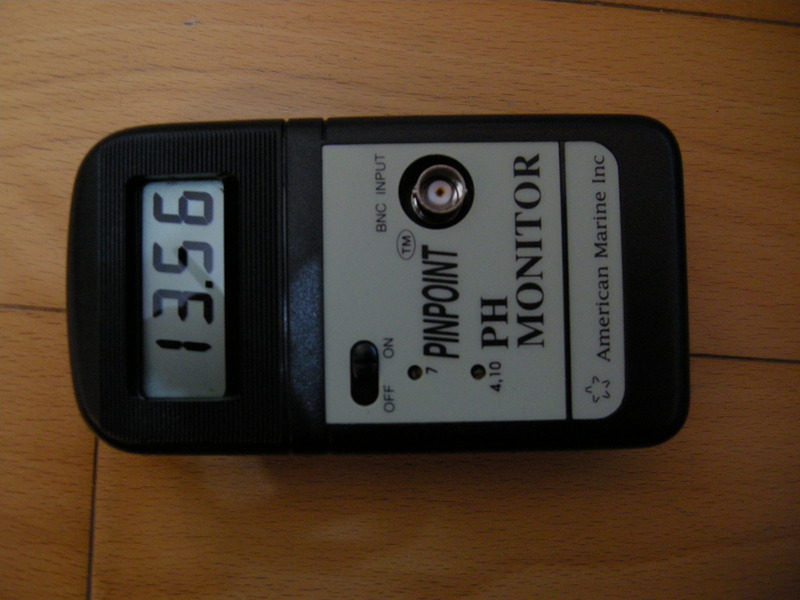 13.56
BNC INPUT
TM
OFF ON
7
PINPOINT
4,10
PH
MONITOR
American Marine Inc